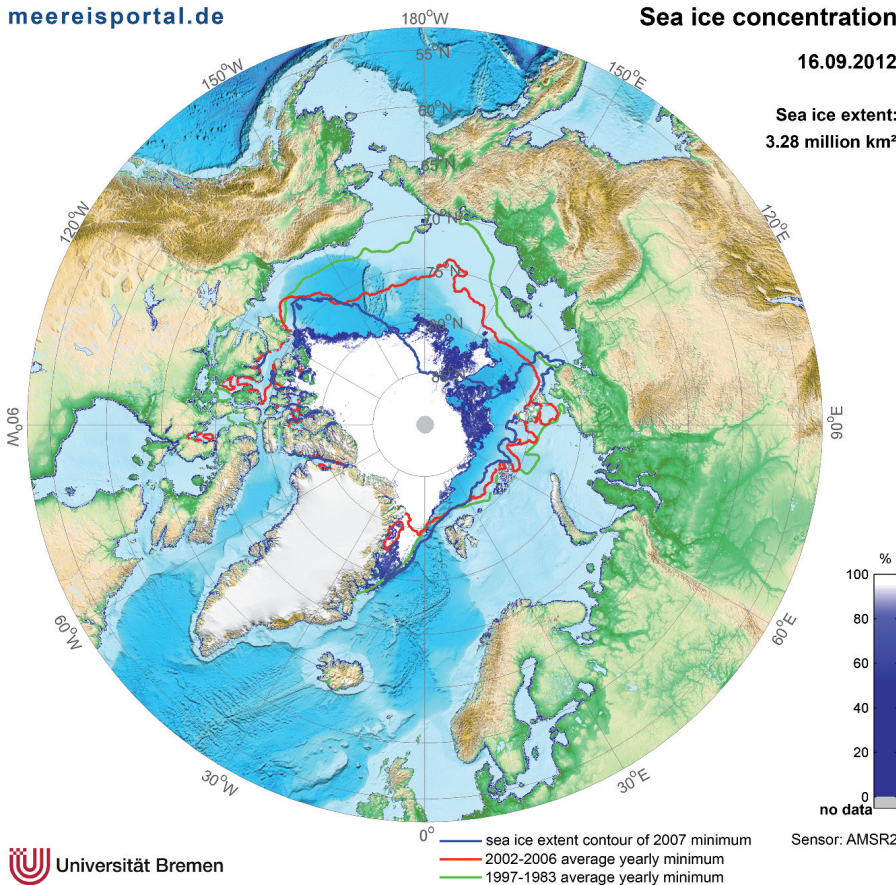 meereisportal.de
Sea ice concentration
16.09.2012
Sea ice extent:
3.28 million km²
180°W
150°W
150°E
120°W
120°E
90°W
90°E
60°W
60°E
30°W
30°E
0°
55°N
60°N
65°N
70°N
75°N
80°N
%
100
80
60
40
20
0
no data
sea ice extent contour of 2007 minimum
2002-2006 average yearly minimum
1997-1983 average yearly minimum
Sensor: AMSR2
Universität Bremen